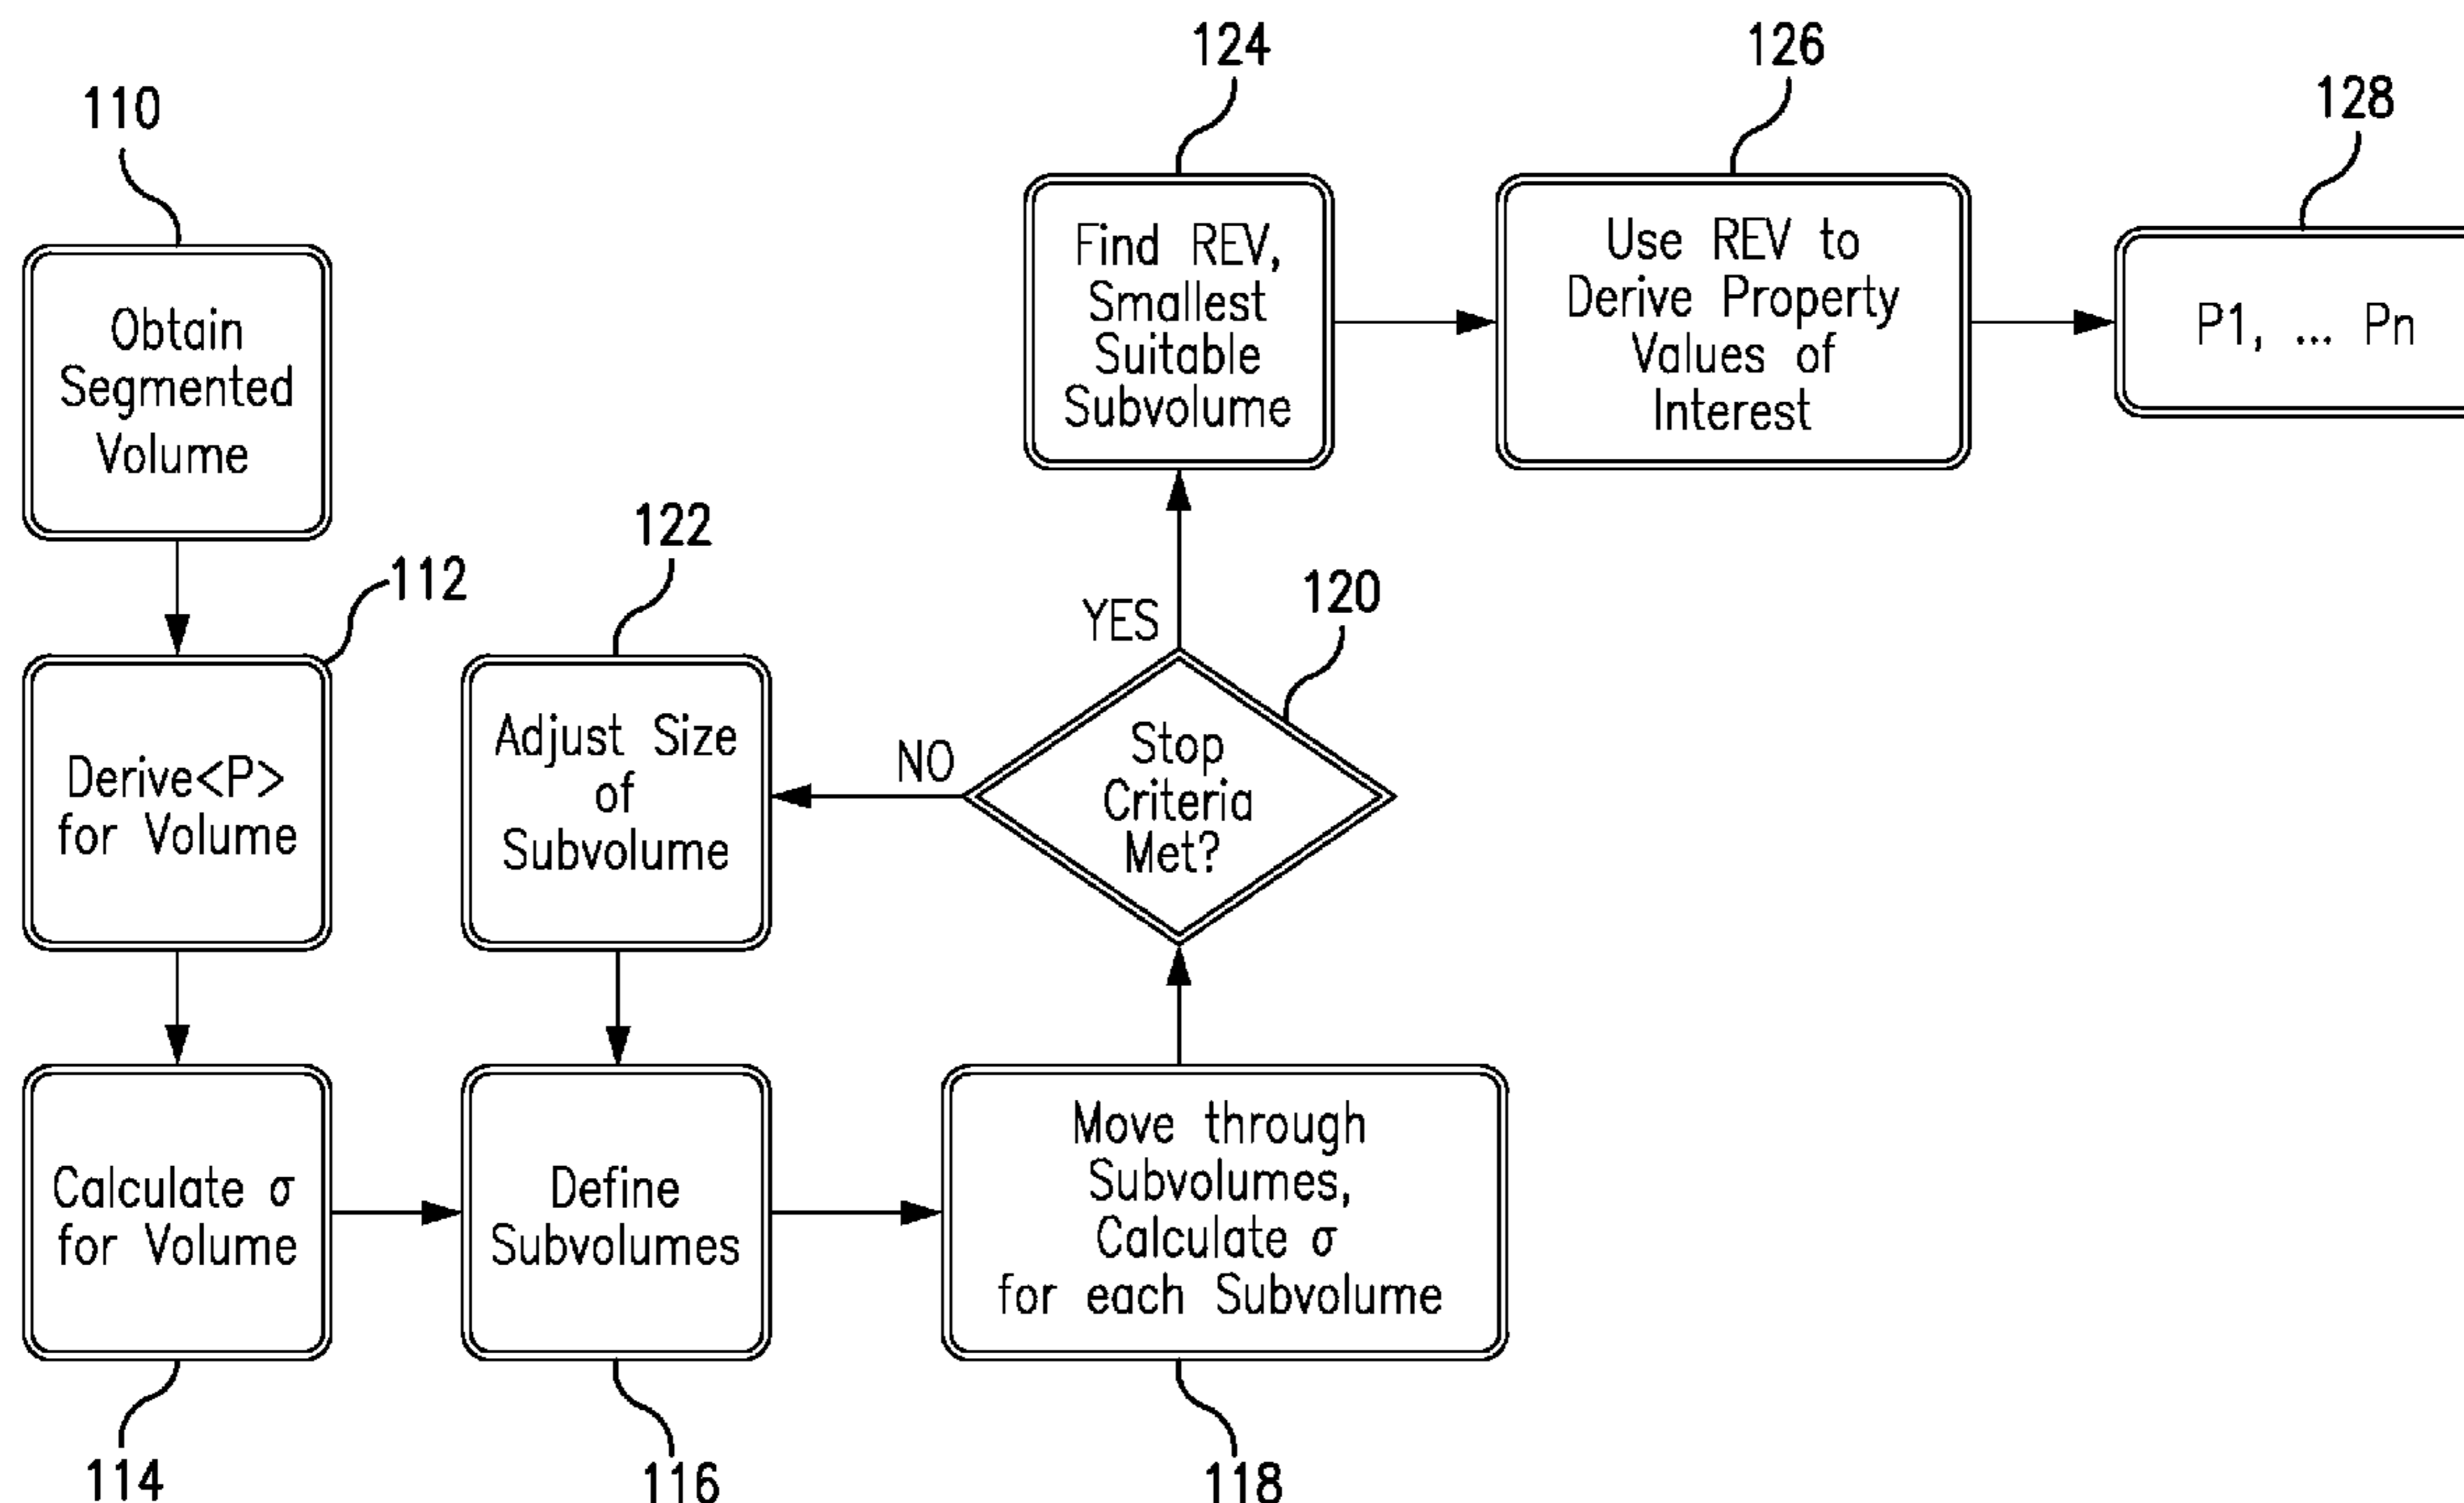 110
Obtain
Segmented
Volume
112
Derive<P>
for Volume
Calculate σ
for Volume
114
122
Adjust Size
of
Subvolume
Define
Subvolumes
116
Move through
Subvolumes,
Calculate σ
for each Subvolume
118
120
Stop
Criteria
Met?
NO
YES
124
Find REV,
Smallest
Suitable
Subvolume
126
Use REV to
Derive Property
Values of
Interest
128
P1, ... Pn